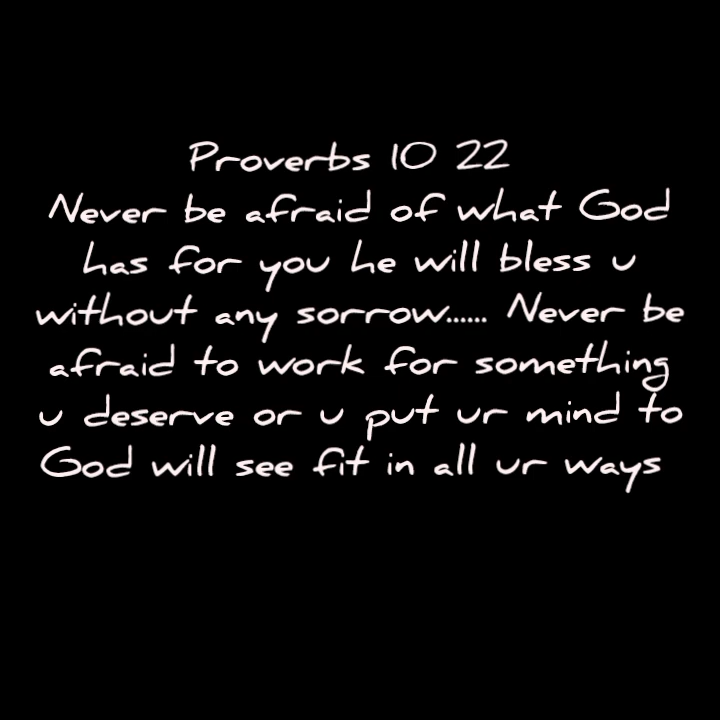 Proverbs 10 22
Never be afraid of what God
has for you he will bless u
without any sorrow...... Never be
afraid to work for something
u deserve or u put ur mind to
God will see fit in all ur ways